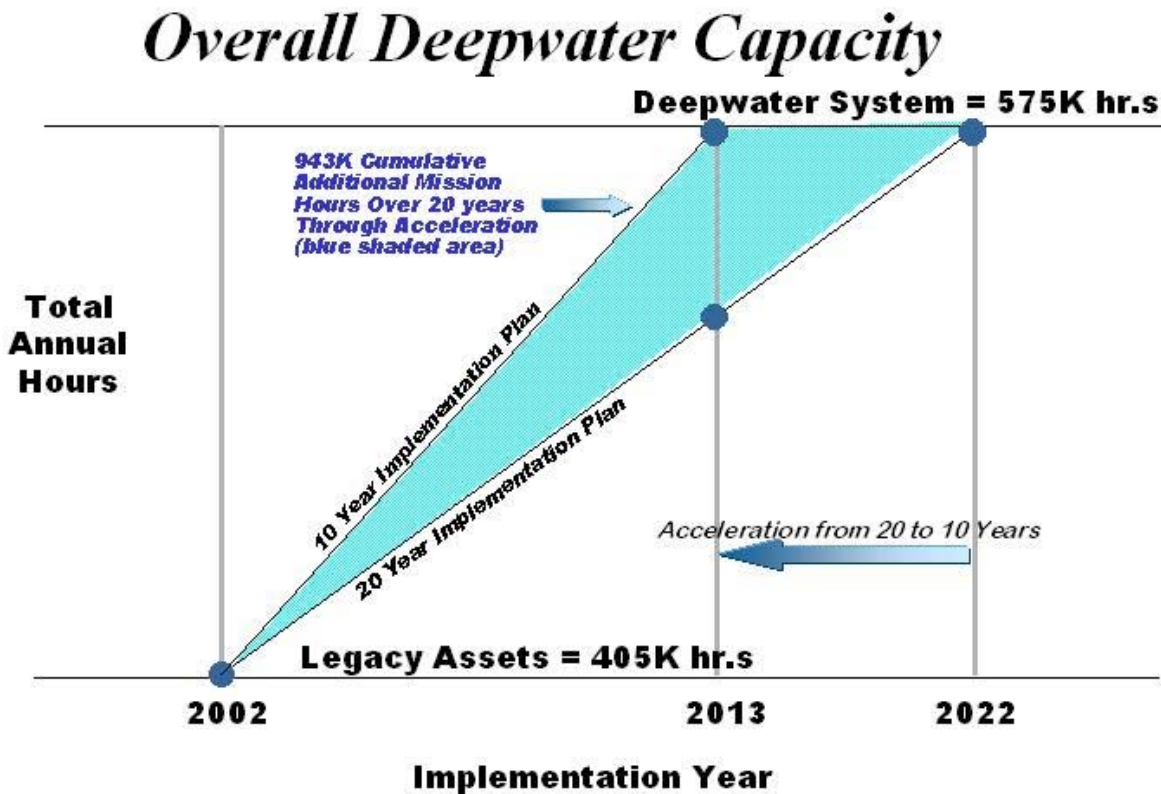 Overall Deepwater Capacity
Deepwater System = 575K hr.s
943K Cumulative
Additional Mission
Hours Over 20 years
Through Acceleration
(blue shaded area)
Total
Annual
Hours
10 Year Implementation Plan
20 Year Implementation Plan
Acceleration from 20 to 10 Years
Legacy Assets = 405K hr.s
2002
2013
2022
Implementation Year